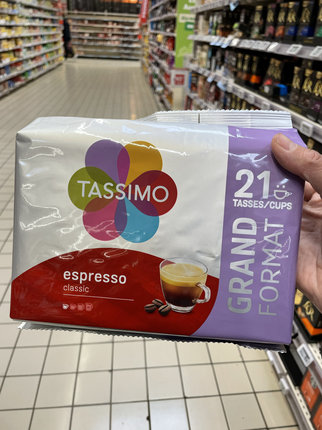 TASSIMO
espresso
classic
21
TASSES/CUPS
GRAND
FORMAT